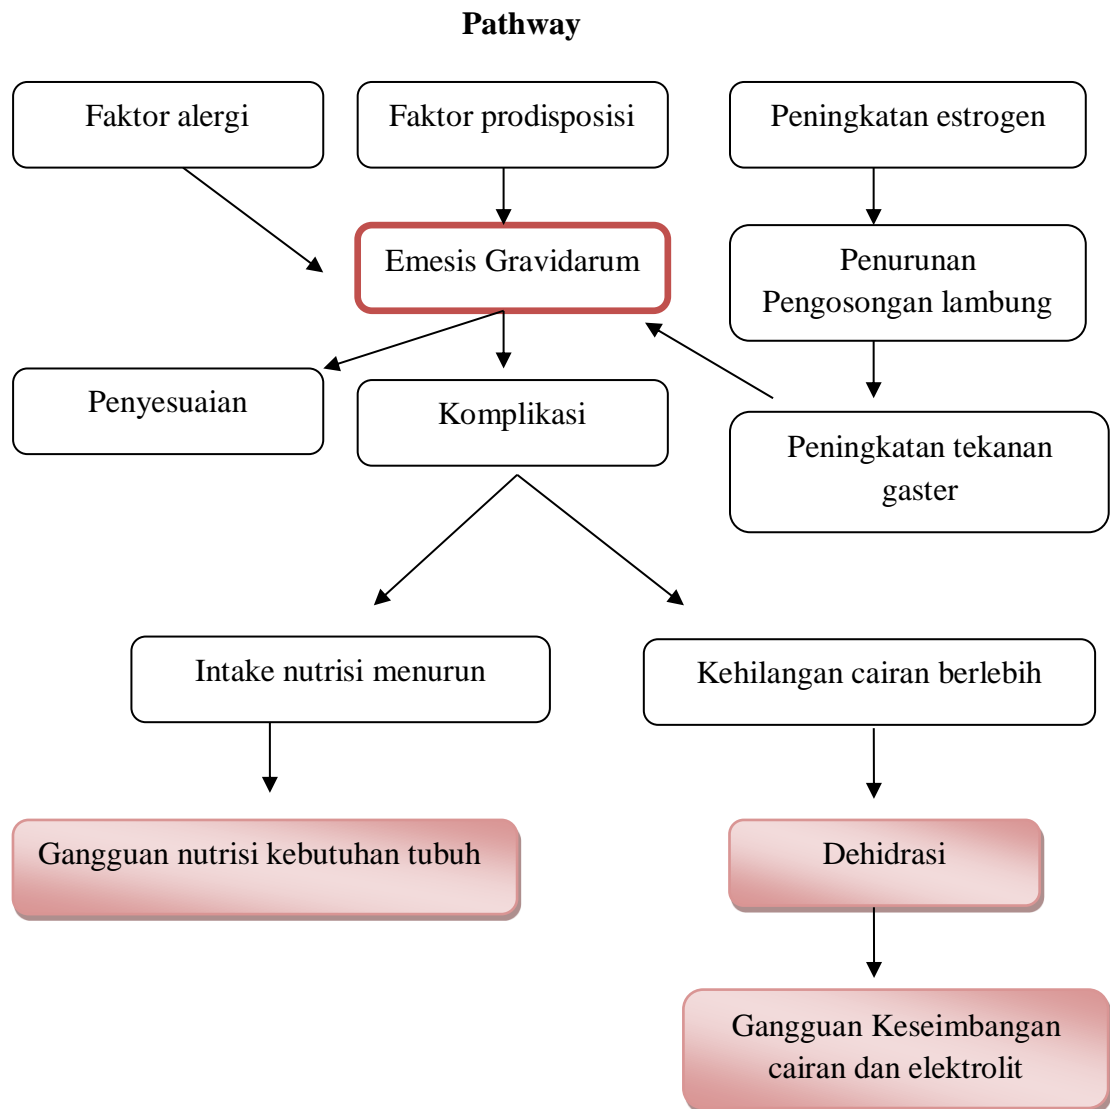 Pathway
Faktor alergi
Faktor prodisposisi
Peningkatan estrogen
Emesis Gravidarum
Penurunan
Pengosongan lambung
Penyesuaian
Komplikasi
Peningkatan tekanan
gaster
Intake nutrisi menurun
Kehilangan cairan berlebih
Gangguan nutrisi kebutuhan tubuh
Dehidrasi
Gangguan Keseimbangan
cairan dan elektrolit